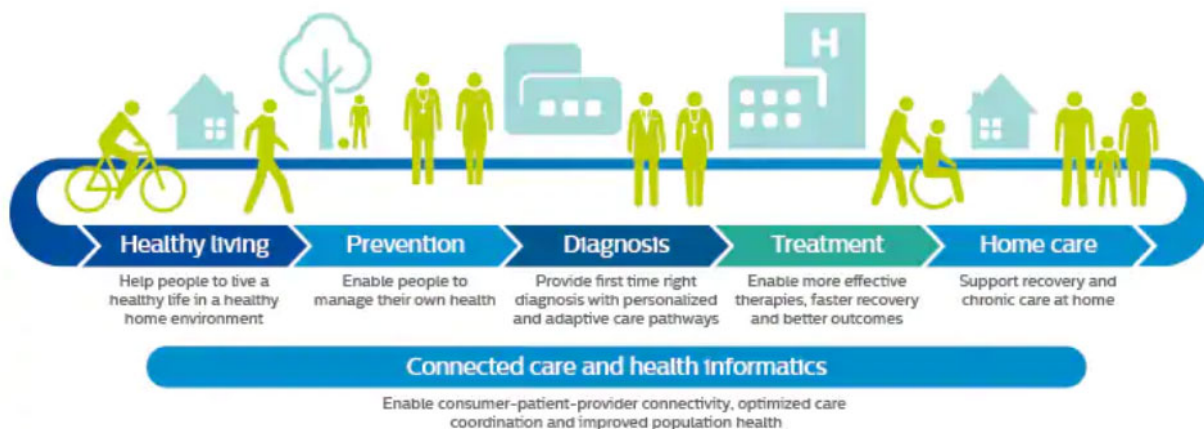 H
Healthy living
Help people to live a
healthy life in a healthy
home environment
Prevention
Enable people to
manage their own health
Diagnosis
Provide first time right
diagnosis with personalized
and adaptive care pathways
Treatment
Enable more effective
therapies, faster recovery
and better outcomes
Home care
Support recovery and
chronic care at home
Connected care and health informatics
Enable consumer-patient-provider connectivity, optimized care
coordination and improved population health